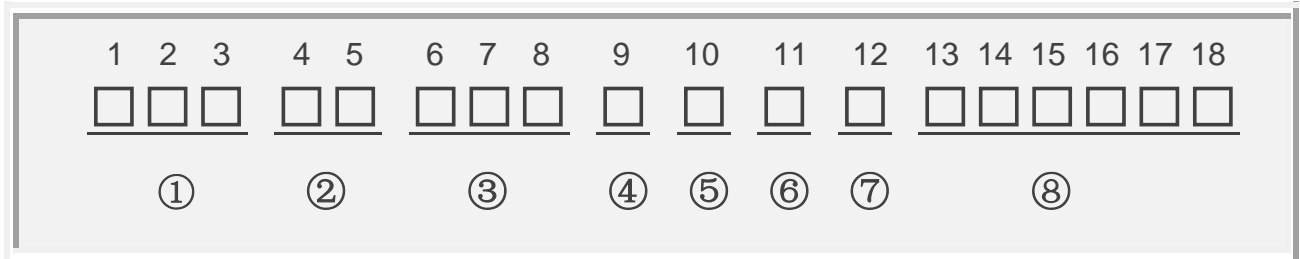 1 2 3 4 5 6 7 8 9 10 11 12 13 14 15 16 17 18
□□□ □□ □□□ □ □ □ □ □□□□□□
① ② ③ ④ ⑤ ⑥ ⑦ ⑧